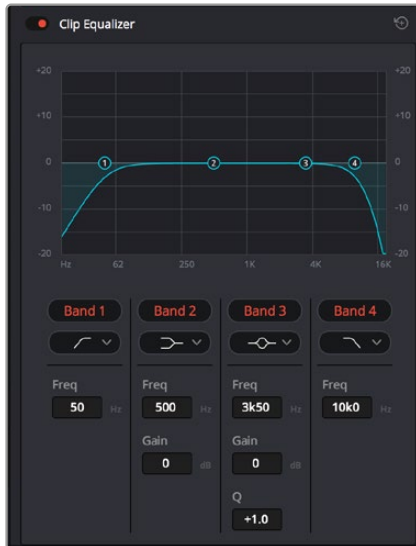 Clip Equalizer
+20 +20
+10 +10
1 2 3 4
0 0
-10 -10
-20 -20
Hz 62 250 1K 4K 16K
Band 1 Band 2 Band 3 Band 4
Freq Freq Freq Freq
50 Hz 500 Hz 3k50 Hz 10k0 Hz
Gain Gain
0 dB 0 dB
Q
+1.0